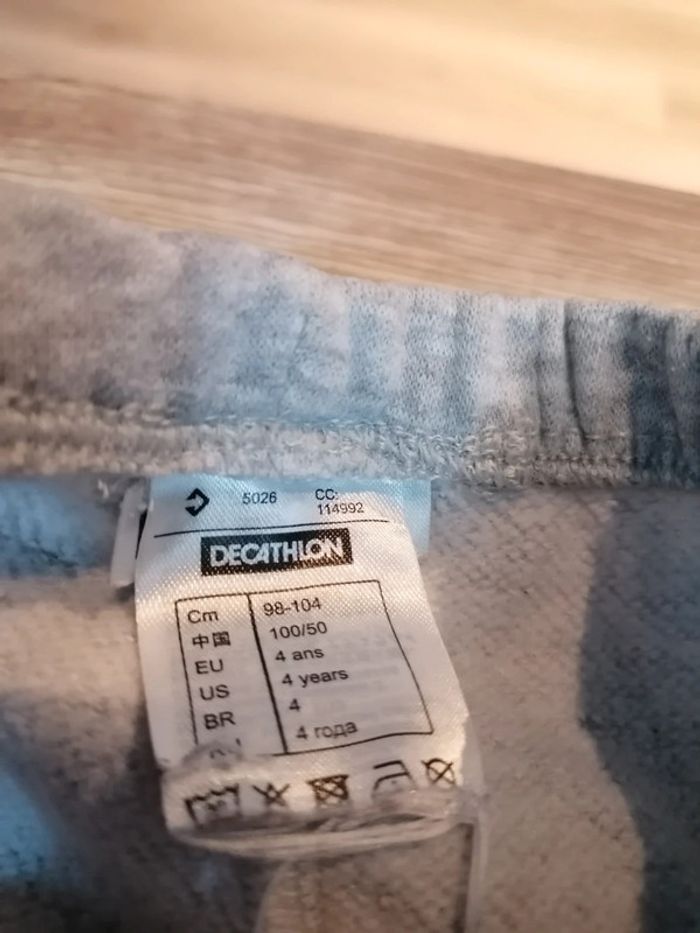 5026 CC:
114992
DECATHLON
Cm 98-104
中国 100/50
EU 4 ans
US 4 years
BR 4
4 года